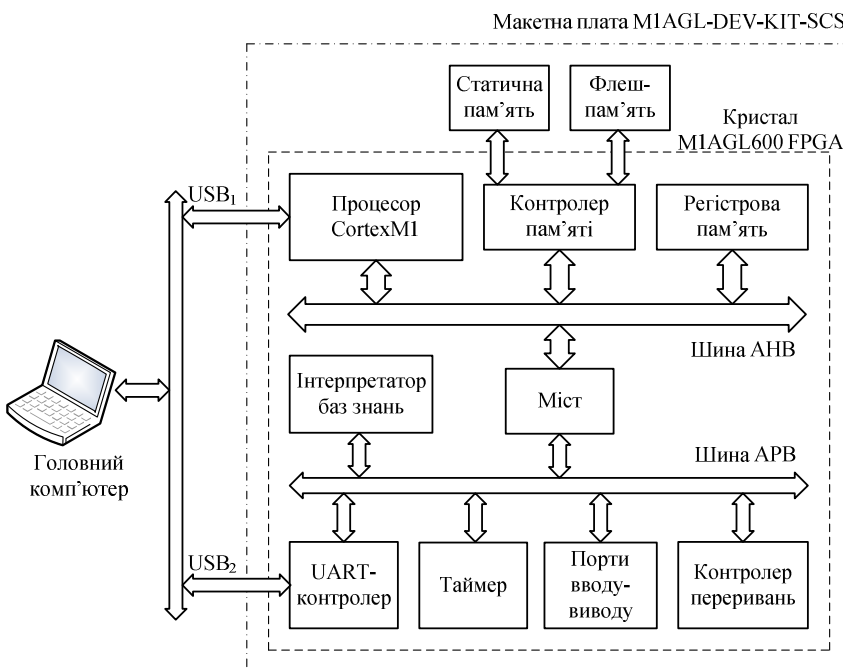 Макетна плата M1AGL-DEV-KIT-SCS
Статична
пам’ять
Флеш-
пам’ять
Кристал
M1AGL600 FPGA
USB1
Процесор
CortexM1
Контролер
пам’яті
Регістрова
пам’ять
Шина AHB
Інтерпретатор
баз знань
Міст
Головний
комп’ютер
Шина APB
USB2
UART-
контролер
Таймер
Порти
вводу-
виводу
Контролер
переривань